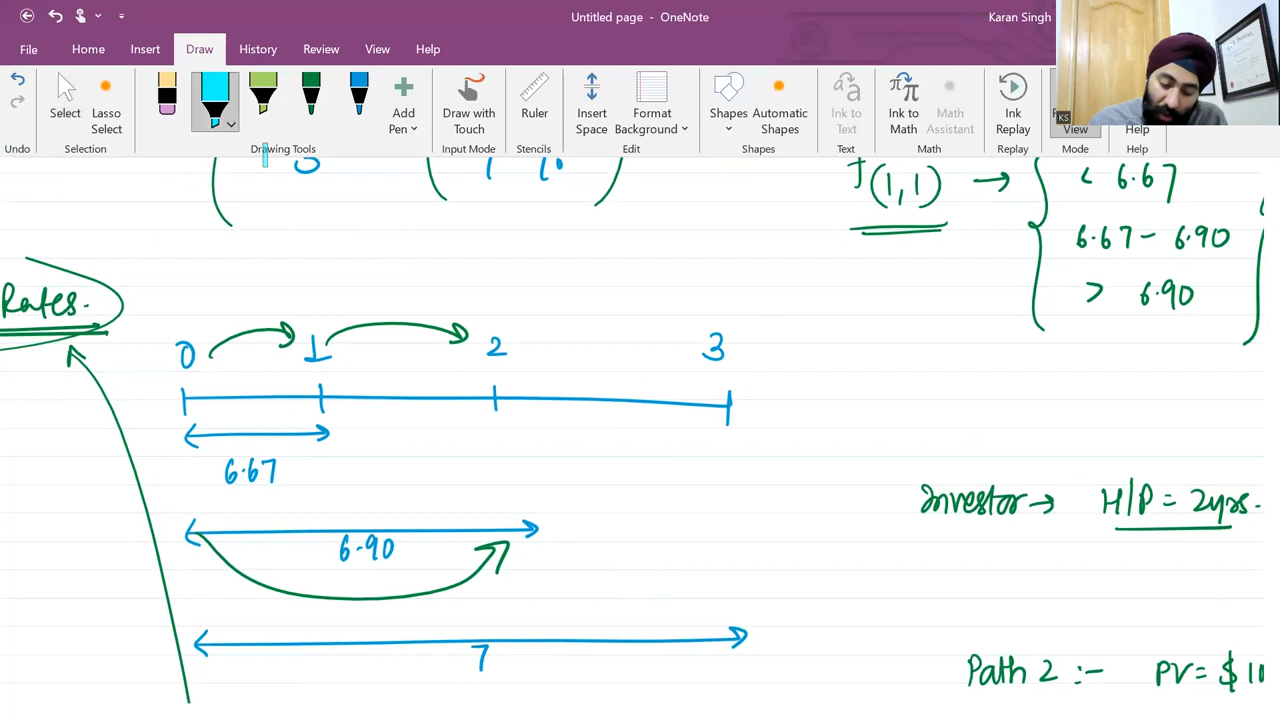 Untitled page - OneNote
Karan Singh
File Home Insert Draw History Review View Help
Undo
Select
Lasso Select
Selection
Drawing Tools
Add Pen
Draw with Touch
Input Mode
Ruler
Stencils
Insert Space
Format Background
Edit
Shapes
Automatic Shapes
Shapes
Ink to Text
Text
Ink to Math
Math Assistant
Math
Ink Replay
Replay
View
Mode
Help
Help
KS
(1,1) → < 6.67
6.67 - 6.90
> 6.90
Rates.
0 1 2 3
6.67
Investor → H/P = 2yrs.
6.90
7
Path 2 :- PV = $ 10